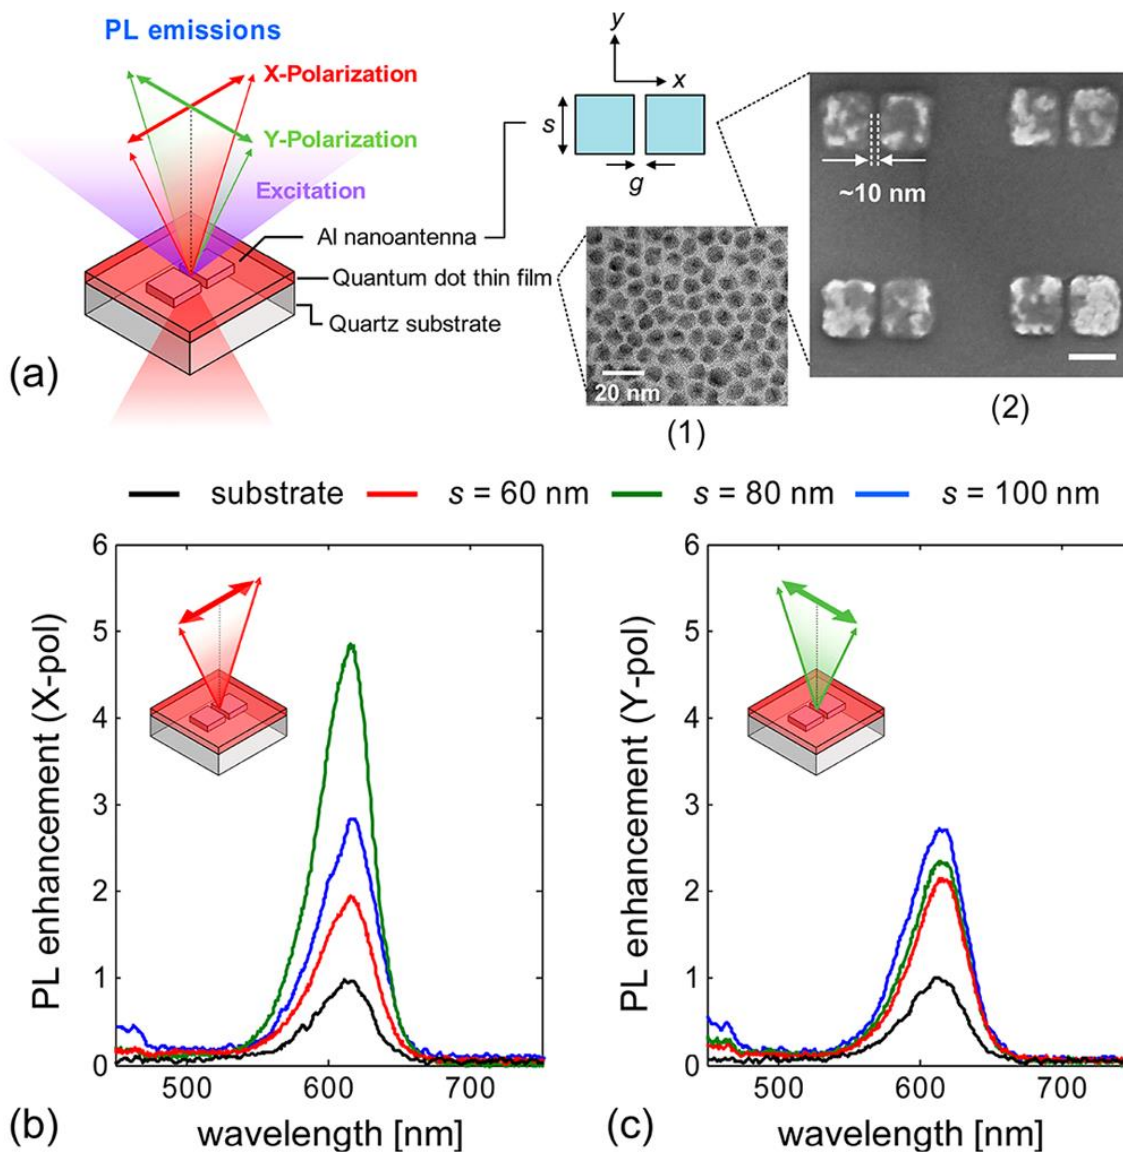 PL emissions
X-Polarization
Y-Polarization
Excitation
Al nanoantenna
Quantum dot thin film
Quartz substrate
(a)
y
x
s
g
20 nm
(1)
~10 nm
(2)
substrate s = 60 nm s = 80 nm s = 100 nm
PL enhancement (X-pol)
6
5
4
3
2
1
0
500 600 700
wavelength [nm]
(b)
PL enhancement (Y-pol)
6
5
4
3
2
1
0
500 600 700
wavelength [nm]
(c)